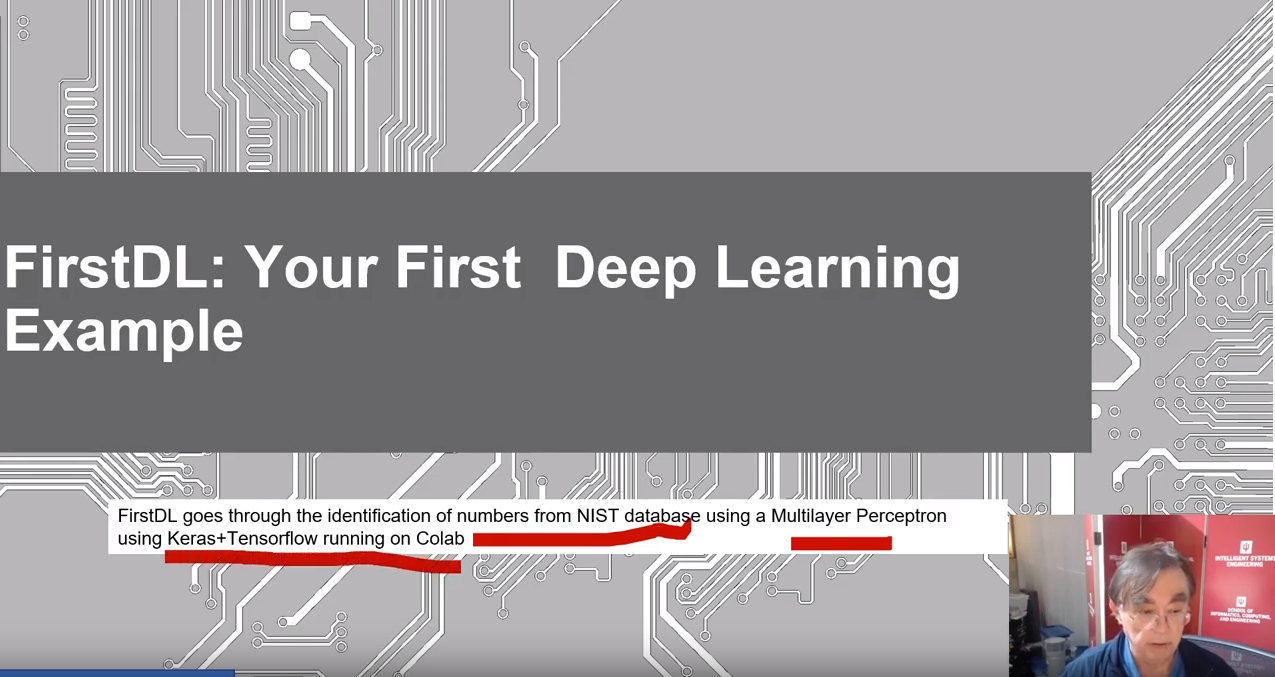 FirstDL: Your First  Deep Learning
Example
FirstDL goes through the identification of numbers from NIST database using a Multilayer Perceptron
using Keras+Tensorflow running on Colab
INTELLIGENT SYSTEMS
ENGINEERING
SCHOOL OF
INFORMATICS, COMPUTING,
AND ENGINEERING